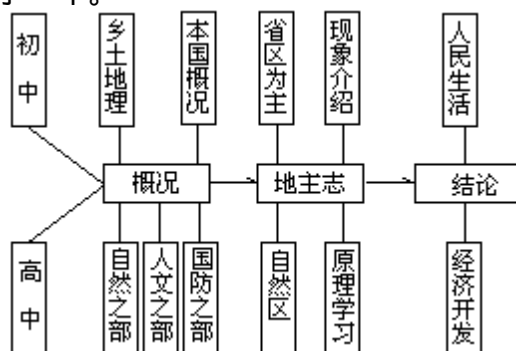 初中
乡土地理
本国概况
省区为主
现象介绍
人民生活
概况
地主志
结论
高中
自然之部
人文之部
国防之部
自然区
原理学习
经济开发